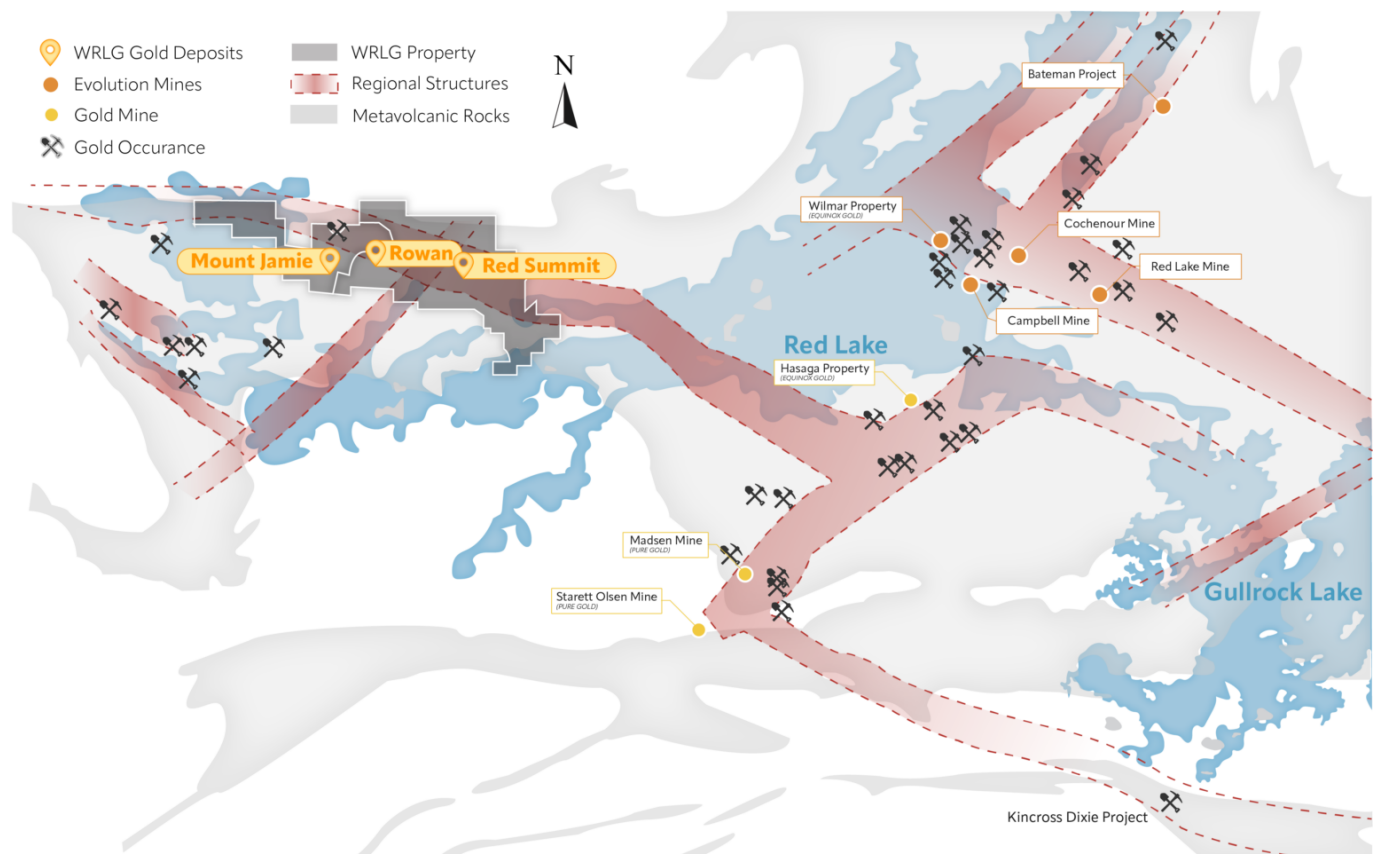 WRLG Gold Deposits
Evolution Mines
Gold Mine
Gold Occurance
WRLG Property
Regional Structures
Metavolcanic Rocks
N
Bateman Project
Wilmar Property
(EQUINOX GOLD)
Cochenour Mine
Mount Jamie
Rowan
Red Summit
Red Lake Mine
Campbell Mine
Red Lake
Hasaga Property
(EQUINOX GOLD)
Madsen Mine
(PURE GOLD)
Starett Olsen Mine
(PURE GOLD)
Gullrock Lake
Kincross Dixie Project